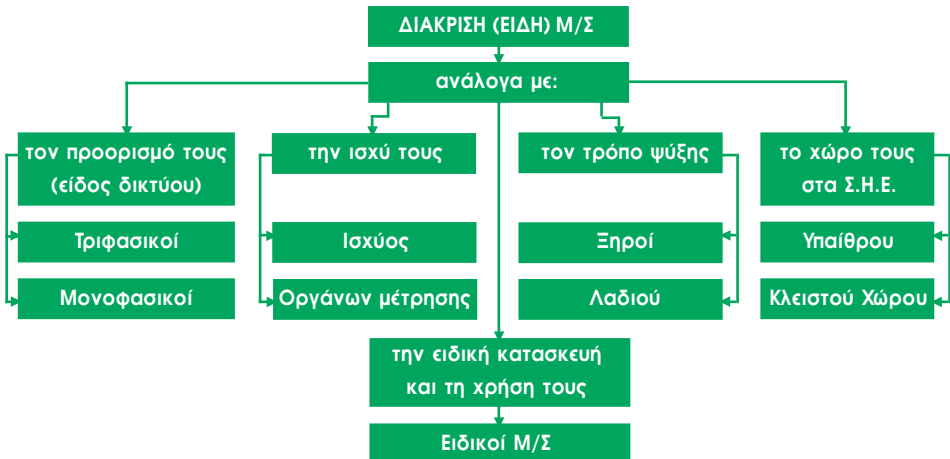 ΔΙΑΚΡΙΣΗ (ΕΙΔΗ) Μ/Σ
ανάλογα με:
τον προορισμό τους
(είδος δικτύου)
Τριφασικοί
Μονοφασικοί
την ισχύ τους
Ισχύος
Οργάνων μέτρησης
τον τρόπο ψύξης
Ξηροί
Λαδιού
το χώρο τους
στα Σ.Η.Ε.
Υπαίθρου
Κλειστού Χώρου
την ειδική κατασκευή
και τη χρήση τους
Ειδικοί Μ/Σ